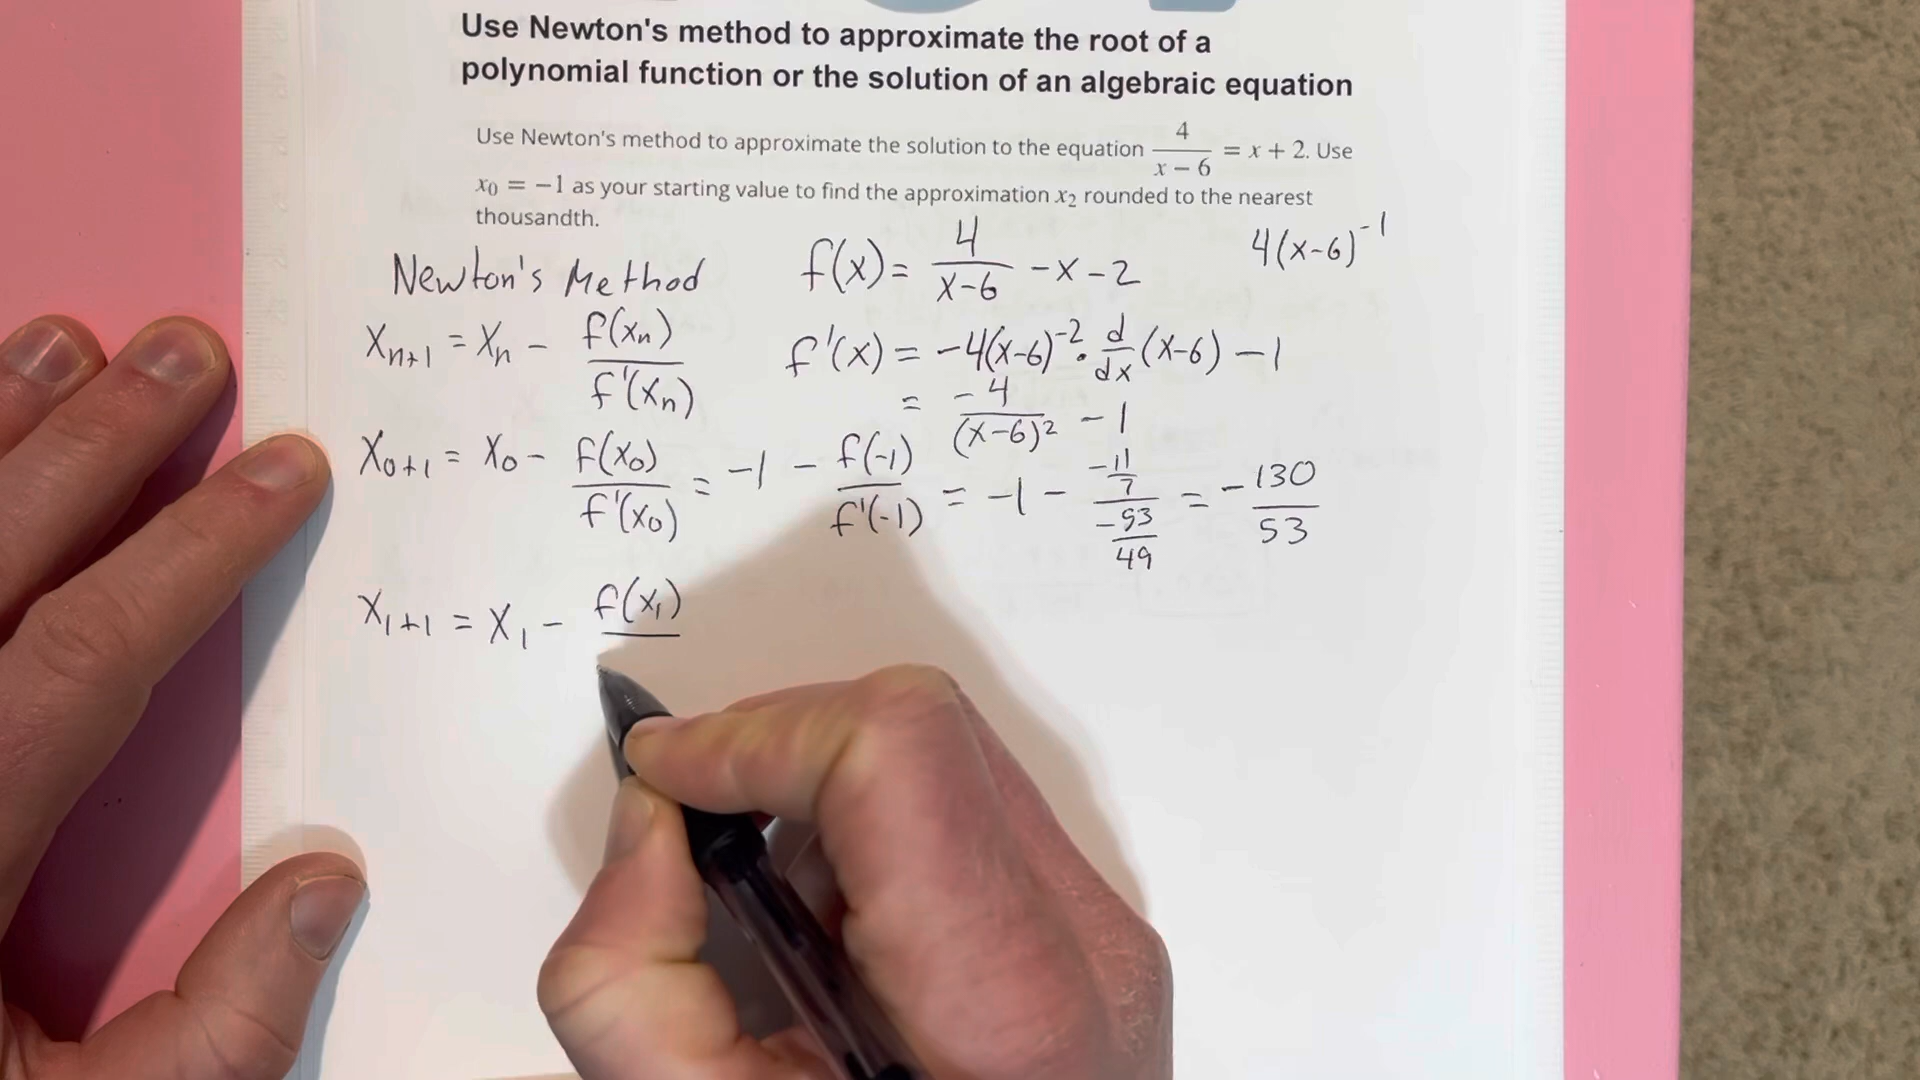 Use Newton's method to approximate the root of a
polynomial function or the solution of an algebraic equation
Use Newton's method to approximate the solution to the equation 4/(x − 6) = x + 2. Use
x₀ = −1 as your starting value to find the approximation x₂ rounded to the nearest
thousandth.
4(x-6)⁻¹
Newton's Method
f(x) = 4/(x-6) - x - 2
xₙ₊₁ = xₙ - f(xₙ)/f'(xₙ)
f'(x) = -4(x-6)⁻² · d/dx (x-6) - 1
= -4/(x-6)² - 1
x₀₊₁ = x₀ - f(x₀)/f'(x₀) = -1 - f(-1)/f'(-1) = -1 - (-11/7)/(-53/49) = -130/53
x₁₊₁ = x₁ - f(x₁)